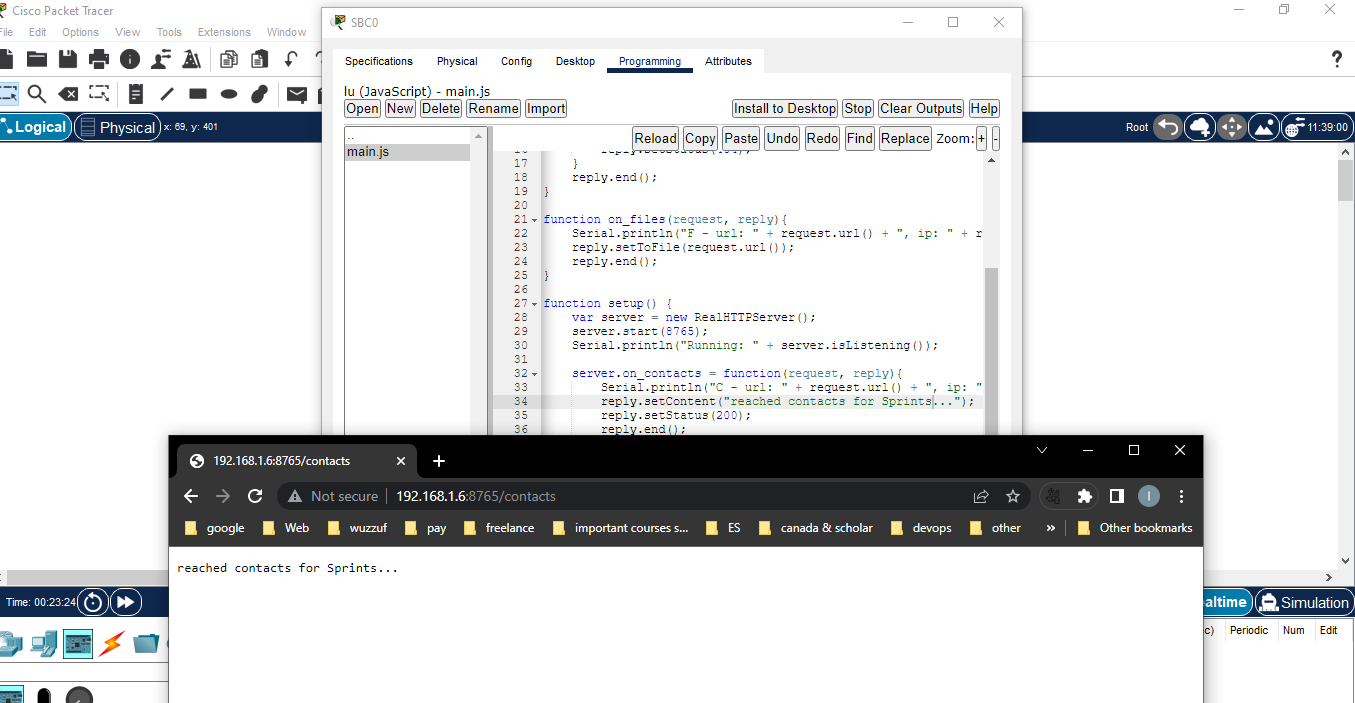 Cisco Packet Tracer
File Edit Options View Tools Extensions Window
SBC0
Specifications Physical Config Desktop Programming Attributes
lu (JavaScript) - main.js
Open New Delete Rename Import Install to Desktop Stop Clear Outputs Help
Logical Physical x: 69, y: 401
Root 11:39:00
..
main.js
Reload Copy Paste Undo Redo Find Replace Zoom: + -
17 }
18 reply.end();
19 }
20
21 function on_files(request, reply){
22 Serial.println("F - url: " + request.url() + ", ip: " + r
23 reply.setToFile(request.url());
24 reply.end();
25 }
26
27 function setup() {
28 var server = new RealHTTPServer();
29 server.start(8765);
30 Serial.println("Running: " + server.isListening());
31
32 server.on_contacts = function(request, reply){
33 Serial.println("C - url: " + request.url() + ", ip: "
34 reply.setContent("reached contacts for Sprints...");
35 reply.setStatus(200);
36 reply.end();
192.168.1.6:8765/contacts
Not secure 192.168.1.6:8765/contacts
I
google Web wuzzuf pay freelance important courses s... ES canada & scholar devops other » Other bookmarks
reached contacts for Sprints...
Time: 00:23:24
altime Simulation
c) Periodic Num Edit